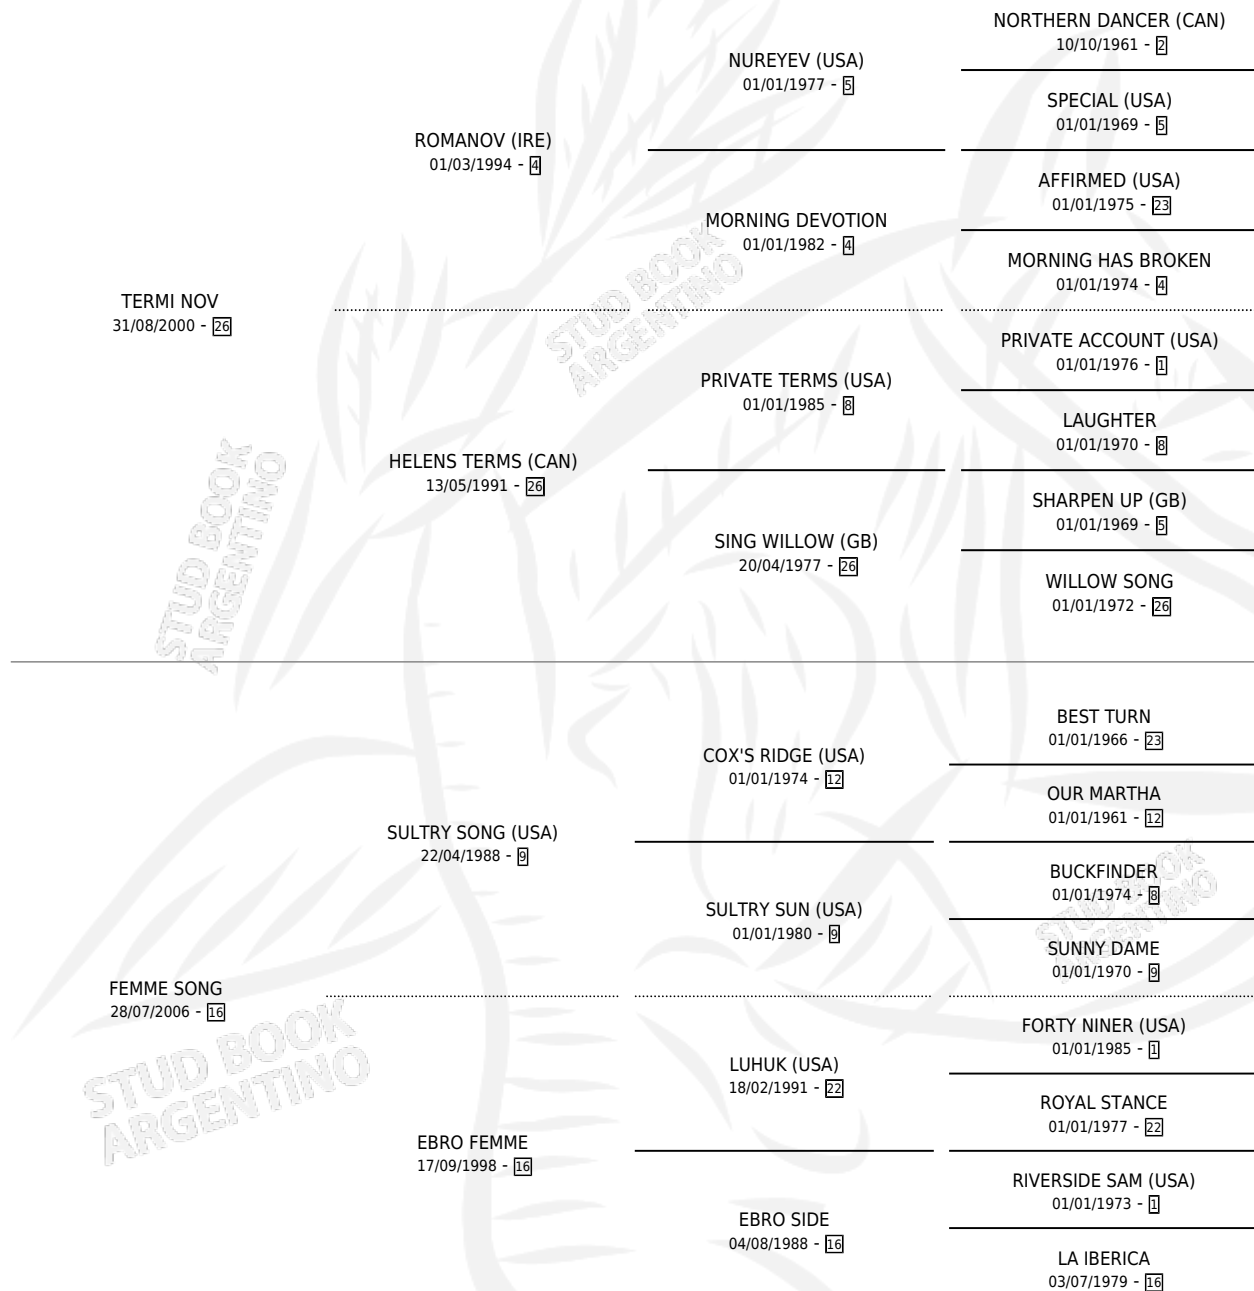 NORTHERN DANCER (CAN)
10/10/1961 - 2
NUREYEV (USA)
01/01/1977 - 5
SPECIAL (USA)
01/01/1969 - 5
ROMANOV (IRE)
01/03/1994 - 4
AFFIRMED (USA)
01/01/1975 - 23
MORNING DEVOTION
01/01/1982 - 4
MORNING HAS BROKEN
01/01/1974 - 4
TERMI NOV
31/08/2000 - 26
STUD BOOK
ARGENTINO
PRIVATE ACCOUNT (USA)
01/01/1976 - 1
PRIVATE TERMS (USA)
01/01/1985 - 8
LAUGHTER
01/01/1970 - 8
HELENS TERMS (CAN)
13/05/1991 - 26
SHARPEN UP (GB)
01/01/1969 - 5
SING WILLOW (GB)
20/04/1977 - 26
WILLOW SONG
01/01/1972 - 26
STUD BOOK
ARGENTINO
BEST TURN
01/01/1966 - 23
COX'S RIDGE (USA)
01/01/1974 - 12
OUR MARTHA
01/01/1961 - 12
SULTRY SONG (USA)
22/04/1988 - 9
BUCKFINDER
01/01/1974 - 8
SULTRY SUN (USA)
01/01/1980 - 9
STUD BOOK
ARGENTINO
SUNNY DAME
01/01/1970 - 9
FEMME SONG
28/07/2006 - 16
STUD BOOK
ARGENTINO
FORTY NINER (USA)
01/01/1985 - 1
LUHUK (USA)
18/02/1991 - 22
ROYAL STANCE
01/01/1977 - 22
EBRO FEMME
17/09/1998 - 16
RIVERSIDE SAM (USA)
01/01/1973 - 1
EBRO SIDE
04/08/1988 - 16
LA IBERICA
03/07/1979 - 16